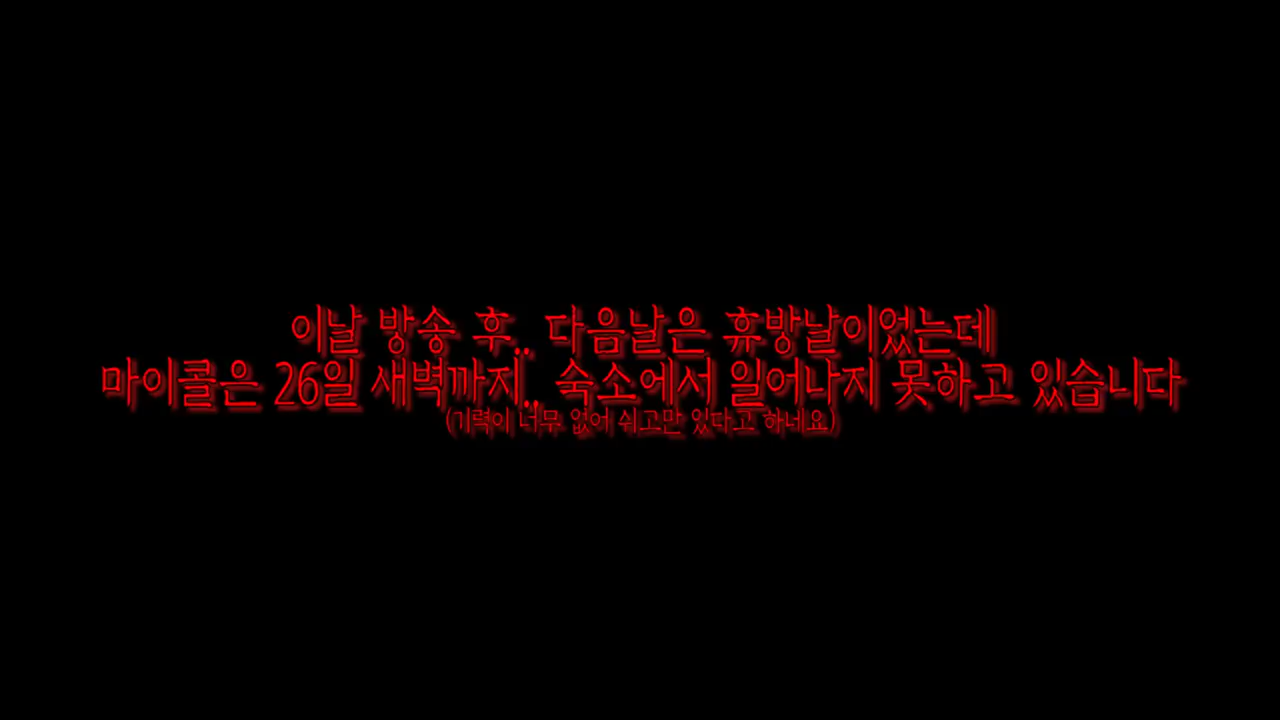 이날 방송 후.. 다음날은 휴방날이었는데
마이콜은 26일 새벽까지.. 숙소에서 일어나지 못하고 있습니다
(기력이 너무 없어 쉬고만 있다고 하네요)